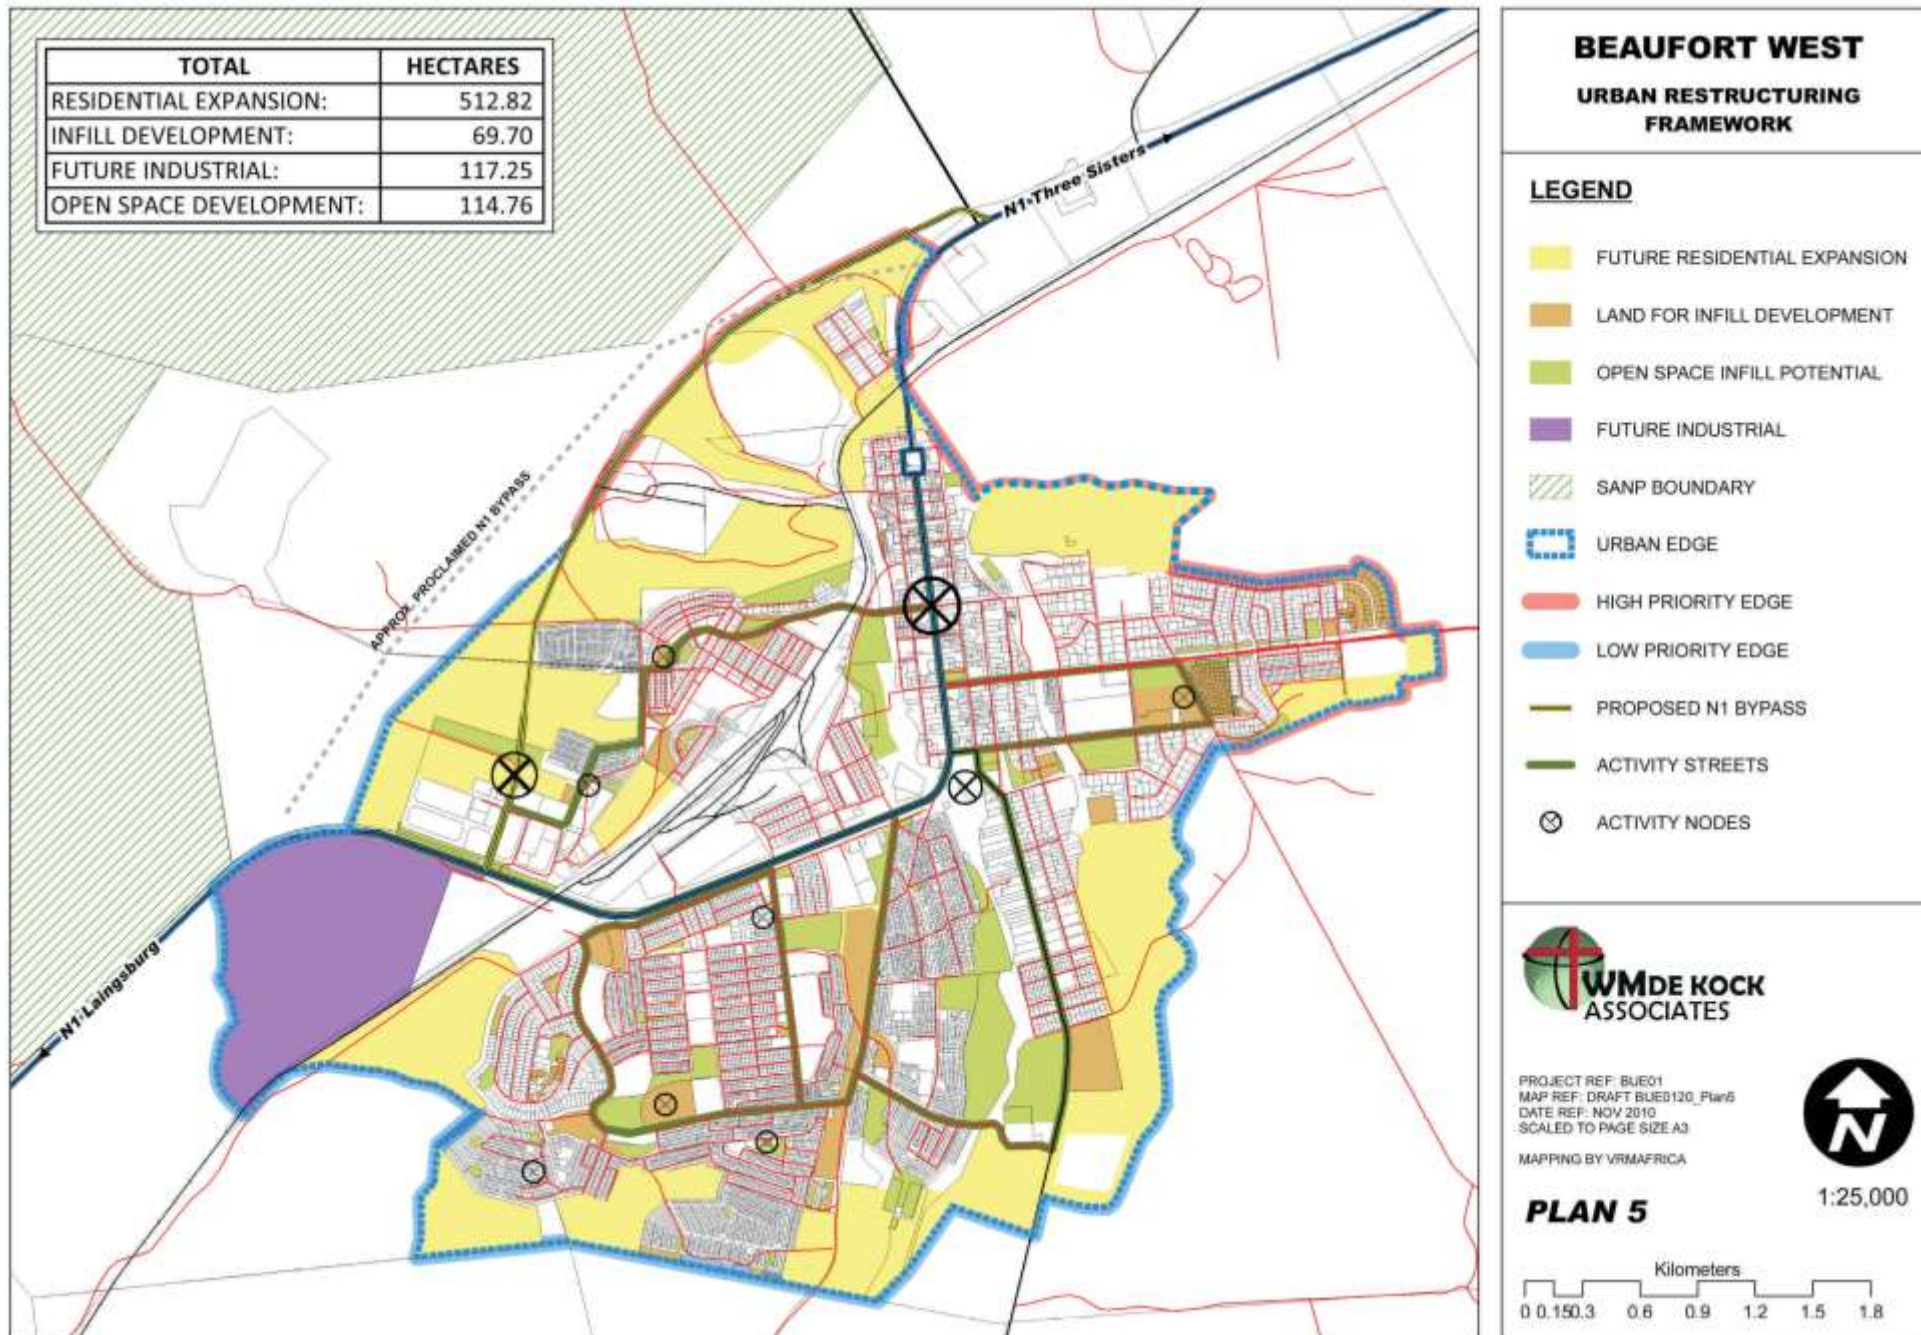 TOTAL HECTARES
RESIDENTIAL EXPANSION: 512.82
INFILL DEVELOPMENT: 69.70
FUTURE INDUSTRIAL: 117.25
OPEN SPACE DEVELOPMENT: 114.76
N1-Three Sisters
APPROX. PROCLAIMED N1 BYPASS
N1 Laingsburg
BEAUFORT WEST
URBAN RESTRUCTURING
FRAMEWORK
LEGEND
FUTURE RESIDENTIAL EXPANSION
LAND FOR INFILL DEVELOPMENT
OPEN SPACE INFILL POTENTIAL
FUTURE INDUSTRIAL
SANP BOUNDARY
URBAN EDGE
HIGH PRIORITY EDGE
LOW PRIORITY EDGE
PROPOSED N1 BYPASS
ACTIVITY STREETS
ACTIVITY NODES
WM DE KOCK
ASSOCIATES
PROJECT REF: BUE01
MAP REF: DRAFT BUE0120_Plan5
DATE REF: NOV 2010
SCALED TO PAGE SIZE A3
MAPPING BY VRMAFRICA
N
1:25,000
PLAN 5
Kilometers
0 0.150.3 0.6 0.9 1.2 1.5 1.8